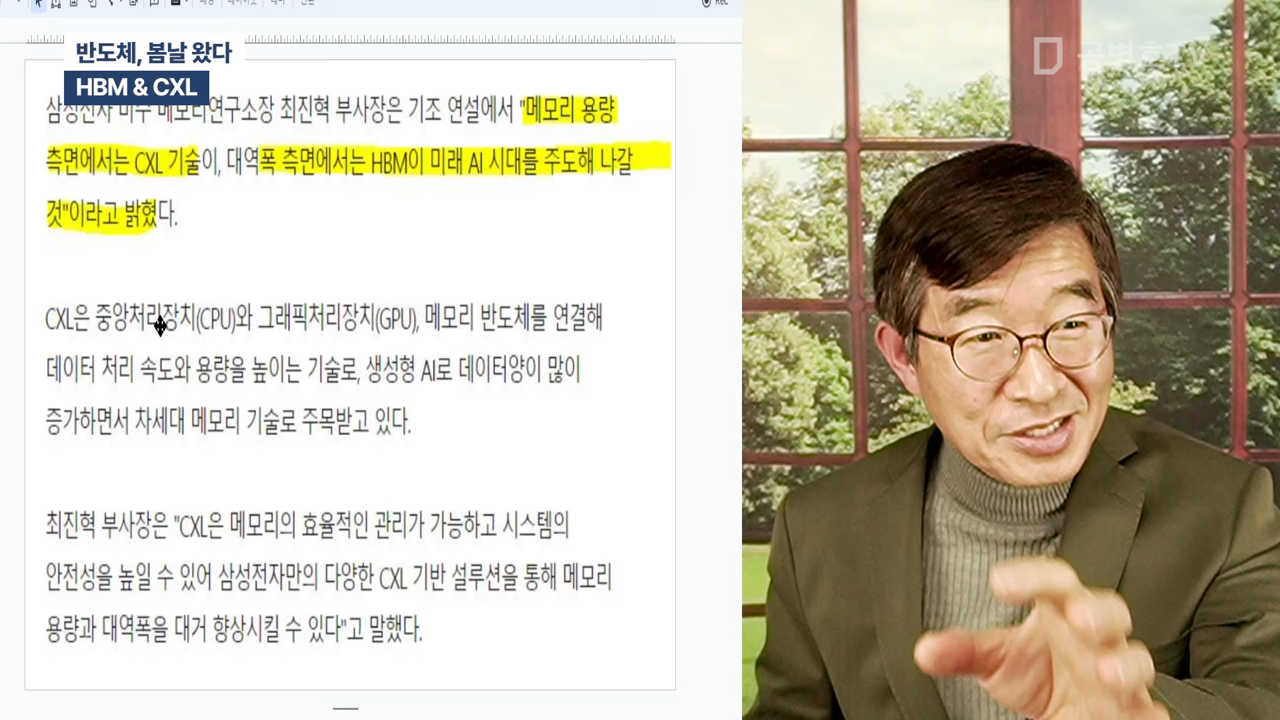 반도체, 봄날 왔다
HBM & CXL
공병호TV
삼성전자 미주 메모리연구소장 최진혁 부사장은 기조 연설에서 "메모리 용량
측면에서는 CXL 기술이, 대역폭 측면에서는 HBM이 미래 AI 시대를 주도해 나갈
것"이라고 밝혔다.
CXL은 중앙처리장치(CPU)와 그래픽처리장치(GPU), 메모리 반도체를 연결해
데이터 처리 속도와 용량을 높이는 기술로, 생성형 AI로 데이터양이 많이
증가하면서 차세대 메모리 기술로 주목받고 있다.
최진혁 부사장은 "CXL은 메모리의 효율적인 관리가 가능하고 시스템의
안전성을 높일 수 있어 삼성전자만의 다양한 CXL 기반 설루션을 통해 메모리
용량과 대역폭을 대거 향상시킬 수 있다"고 말했다.